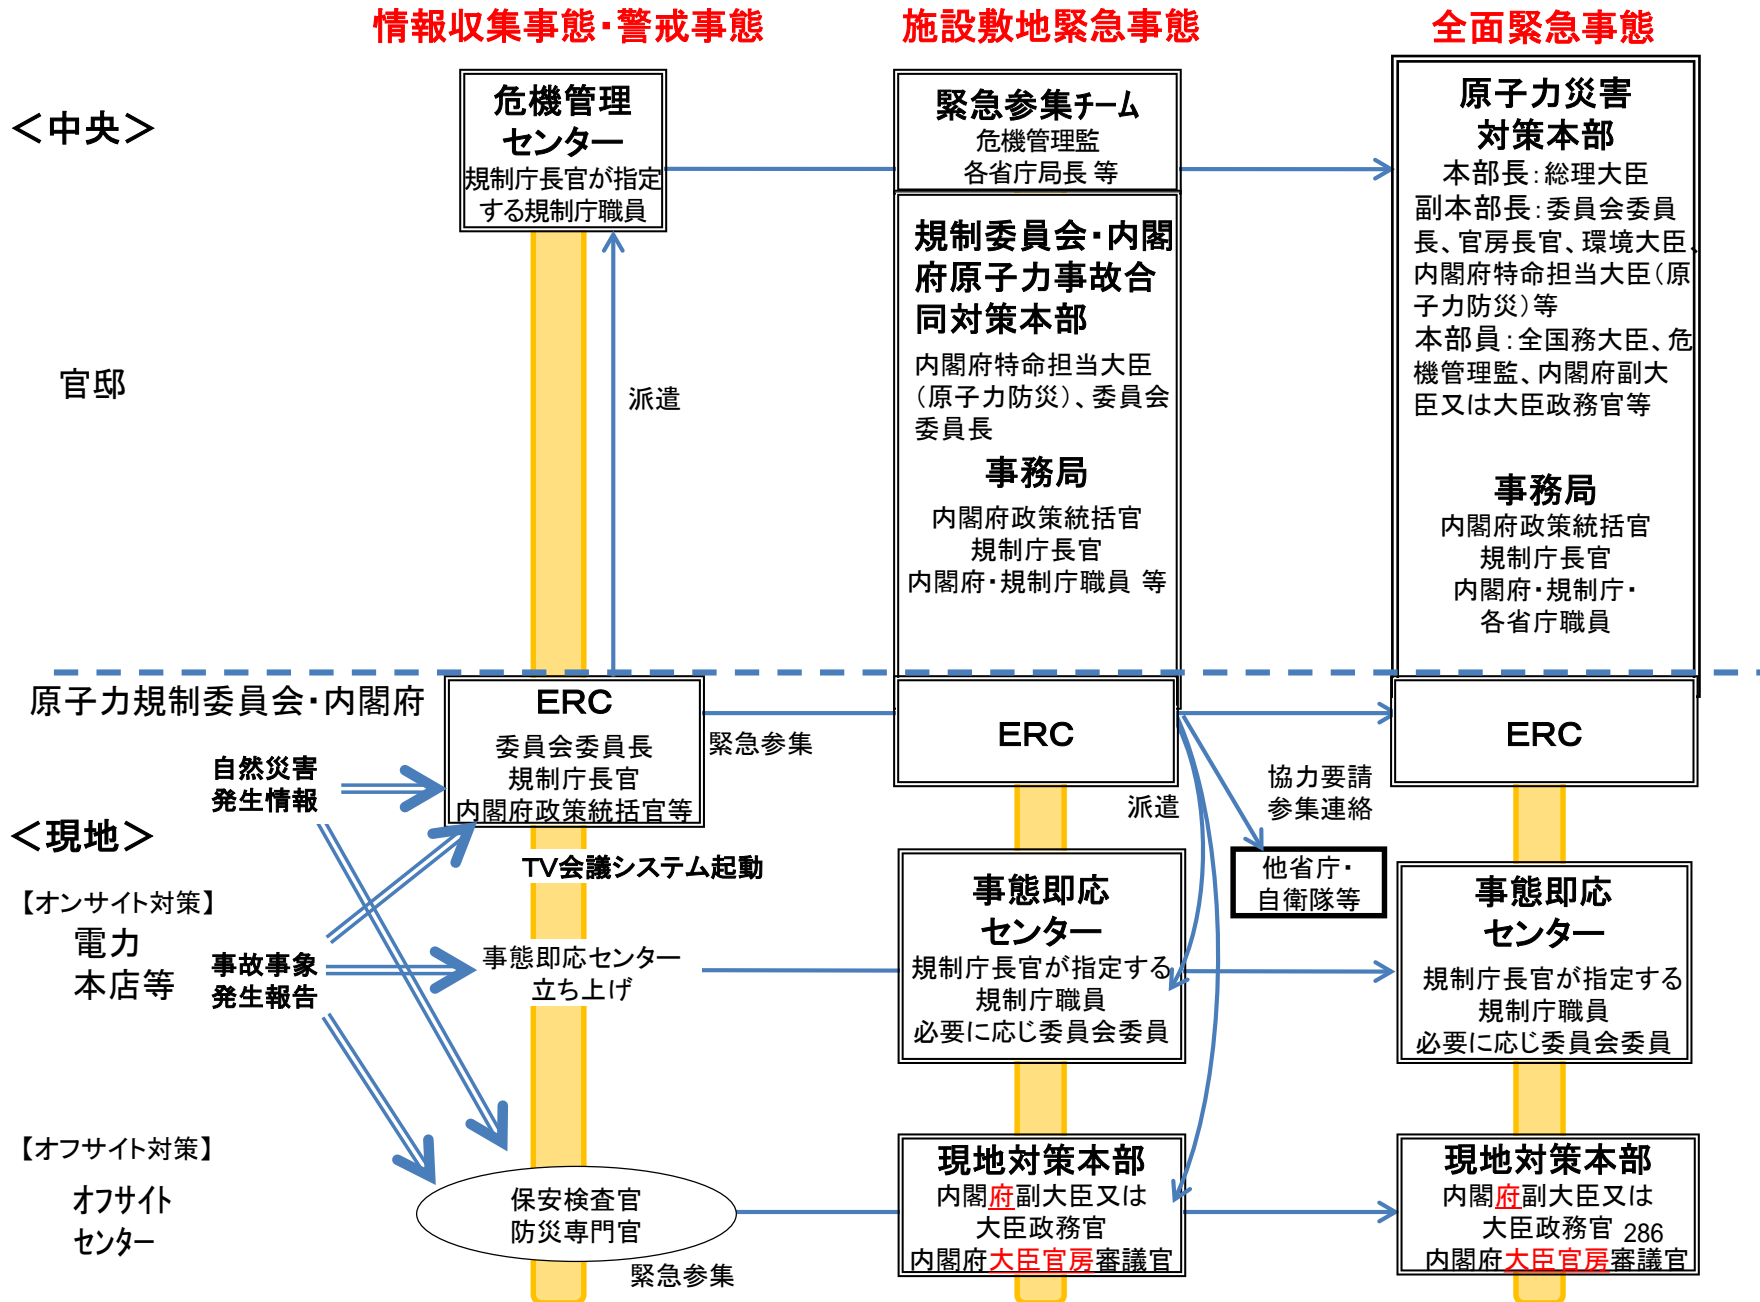 情報収集事態・警戒事態
施設敷地緊急事態
全面緊急事態
＜中央＞
官邸
危機管理
センター
規制庁長官が指定
する規制庁職員
派遣
緊急参集チーム
危機管理監
各省庁局長 等
規制委員会・内閣
府原子力事故合
同対策本部
内閣府特命担当大臣
（原子力防災）、委員会
委員長
事務局
内閣府政策統括官
規制庁長官
内閣府・規制庁職員 等
原子力災害
対策本部
本部長：総理大臣
副本部長：委員会委員
長、官房長官、環境大臣、
内閣府特命担当大臣（原
子力防災）等
本部員：全国務大臣、危
機管理監、内閣府副大
臣又は大臣政務官等
事務局
内閣府政策統括官
規制庁長官
内閣府・規制庁・
各省庁職員
原子力規制委員会・内閣府
自然災害
発生情報
ERC
委員会委員長
規制庁長官
内閣府政策統括官等
緊急参集
ERC
派遣
協力要請
参集連絡
他省庁・
自衛隊等
ERC
＜現地＞
【オンサイト対策】
電力
本店等
事故事象
発生報告
TV会議システム起動
事態即応センター
立ち上げ
事態即応
センター
規制庁長官が指定する
規制庁職員
必要に応じ委員会委員
事態即応
センター
規制庁長官が指定する
規制庁職員
必要に応じ委員会委員
【オフサイト対策】
オフサイト
センター
保安検査官
防災専門官
緊急参集
現地対策本部
内閣府副大臣又は
大臣政務官
内閣府大臣官房審議官
現地対策本部
内閣府副大臣又は
大臣政務官
内閣府大臣官房審議官
286